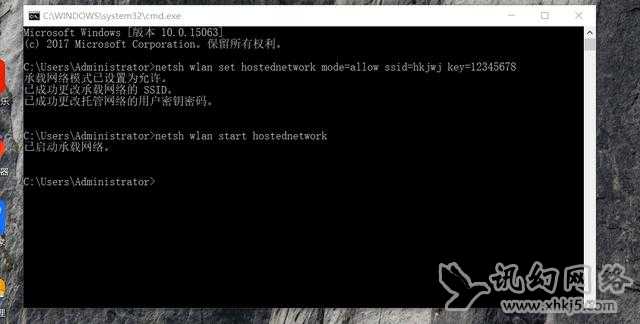 C:\WINDOWS\system32\cmd.exe
Microsoft Windows [版本 10.0.15063]
(c) 2017 Microsoft Corporation。保留所有权利。
C:\Users\Administrator>netsh wlan set hostednetwork mode=allow ssid=hkjwj key=12345678
承载网络模式已设置为允许。
已成功更改承载网络的 SSID。
已成功更改托管网络的用户密钥密码。
C:\Users\Administrator>netsh wlan start hostednetwork
已启动承载网络。
C:\Users\Administrator>
乐
器
理
讯幻网络
www.xhkj5.com